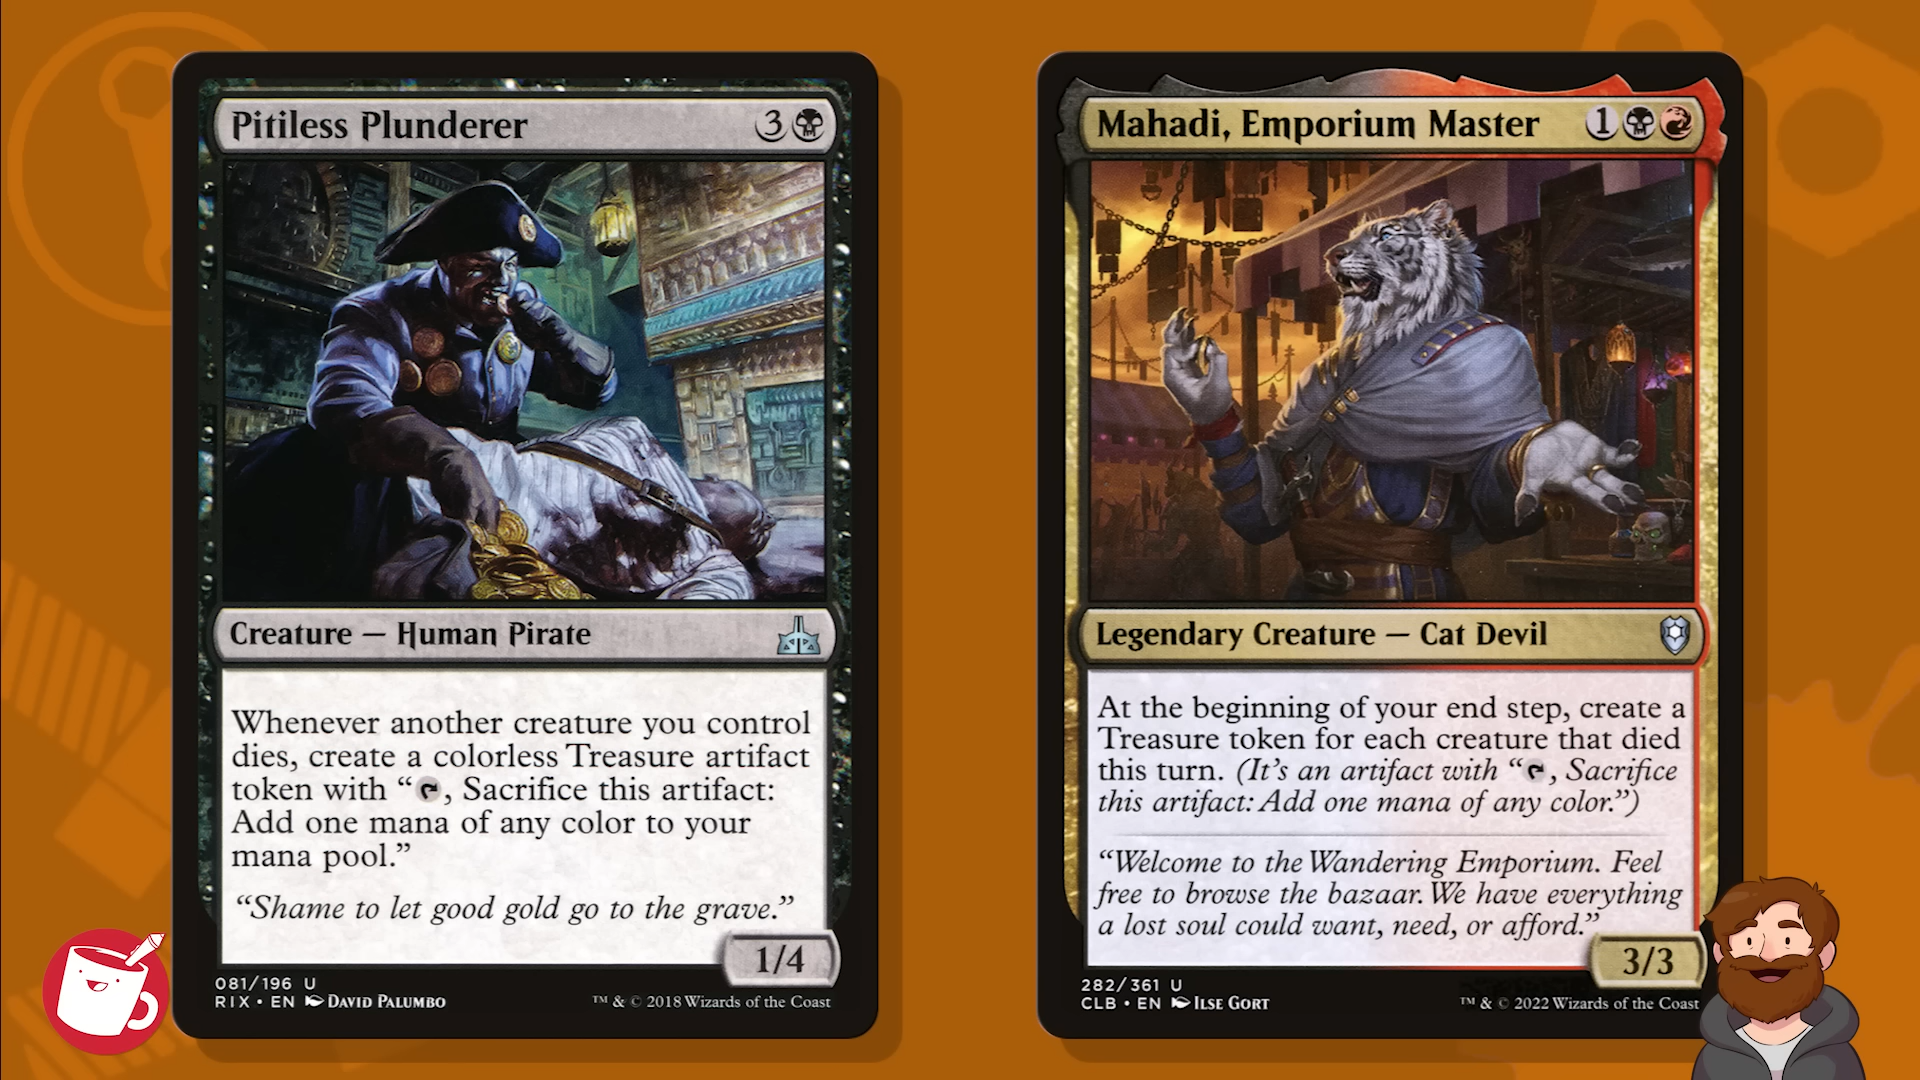 Pitiless Plunderer
3
Creature — Human Pirate
Whenever another creature you control
dies, create a colorless Treasure artifact
token with “, Sacrifice this artifact:
Add one mana of any color to your
mana pool.”
“Shame to let good gold go to the grave.”
1/4
081/196 U
RIX • EN DAVID PALUMBO
™ & © 2018 Wizards of the Coast
Mahadi, Emporium Master
1
Legendary Creature — Cat Devil
At the beginning of your end step, create a
Treasure token for each creature that died
this turn. (It’s an artifact with “, Sacrifice
this artifact: Add one mana of any color.”)
“Welcome to the Wandering Emporium. Feel
free to browse the bazaar. We have everything
a lost soul could want, need, or afford.”
3/3
282/361 U
CLB • EN ILSE GORT
™ & © 2022 Wizards of the Coast